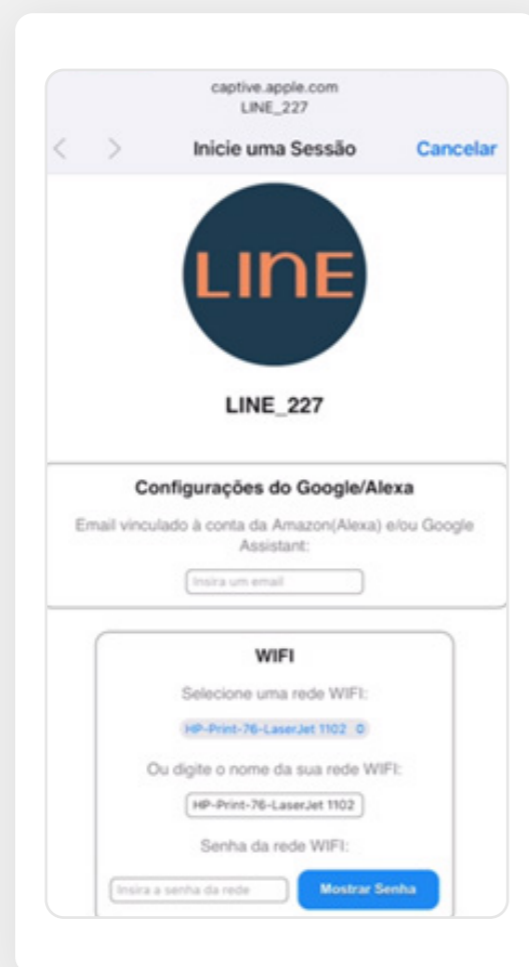 captive.apple.com
LINE_227
Inicie uma Sessão
Cancelar
LINE
LINE_227
Configurações do Google/Alexa
Email vinculado à conta da Amazon(Alexa) e/ou Google
Assistant:
Insira um email
WIFI
Selecione uma rede WIFI:
HP-Print-76-LaserJet 1102
Ou digite o nome da sua rede WIFI:
HP-Print-76-LaserJet 1102
Senha da rede WIFI:
Insira a senha da rede
Mostrar Senha